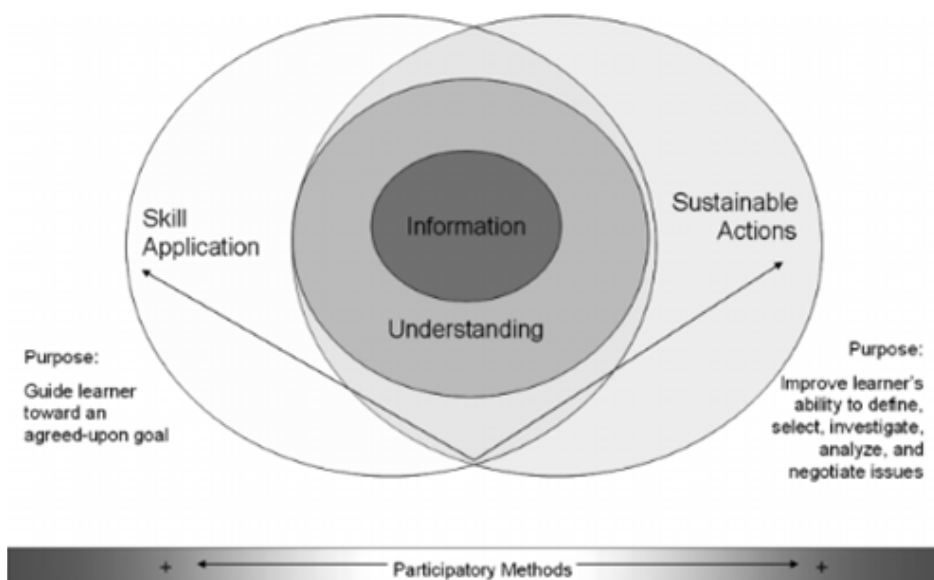 Skill
Application
Information
Understanding
Sustainable
Actions
Purpose:
Guide learner
toward an
agreed-upon goal
Purpose:
Improve learner's
ability to define,
select, investigate,
analyze, and
negotiate issues
+ Participatory Methods +